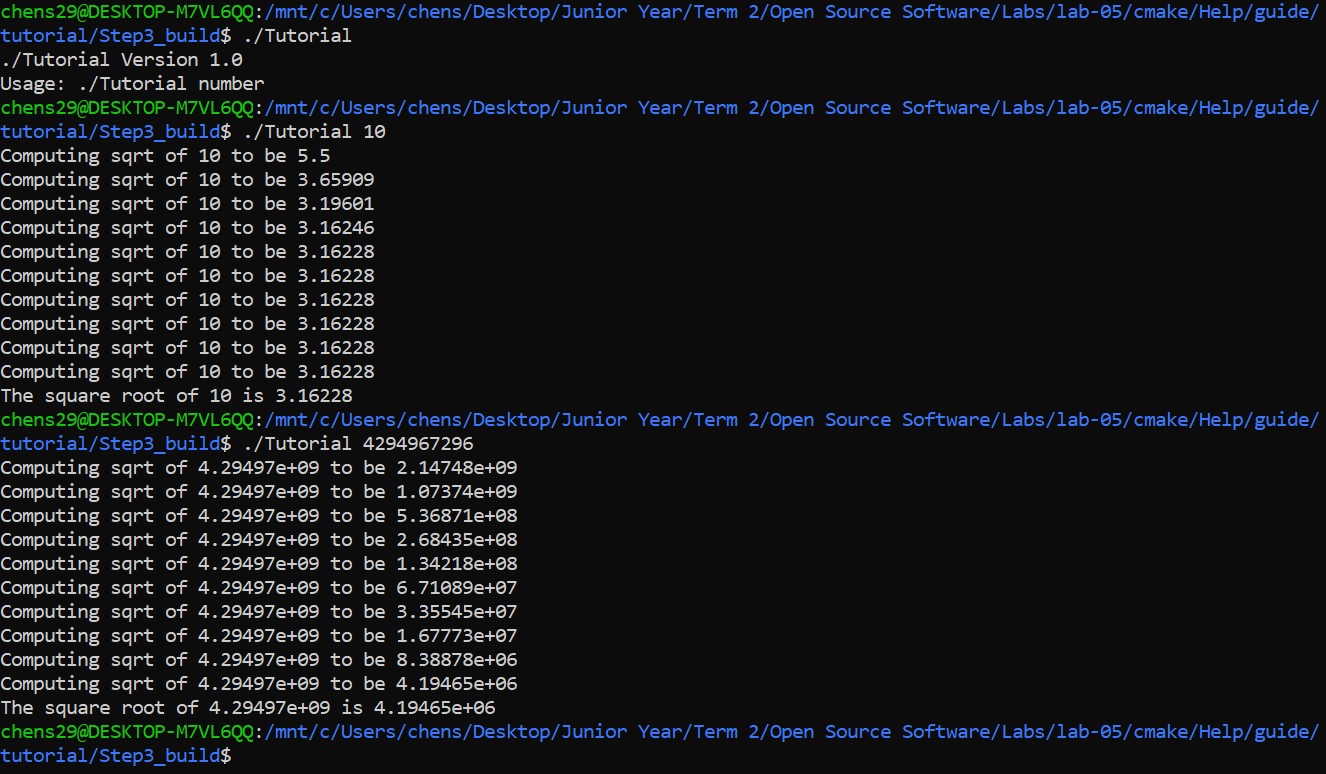 chens29@DESKTOP-M7VL6QQ:/mnt/c/Users/chens/Desktop/Junior Year/Term 2/Open Source Software/Labs/lab-05/cmake/Help/guide/
tutorial/Step3_build$ ./Tutorial
./Tutorial Version 1.0
Usage: ./Tutorial number
chens29@DESKTOP-M7VL6QQ:/mnt/c/Users/chens/Desktop/Junior Year/Term 2/Open Source Software/Labs/lab-05/cmake/Help/guide/
tutorial/Step3_build$ ./Tutorial 10
Computing sqrt of 10 to be 5.5
Computing sqrt of 10 to be 3.65909
Computing sqrt of 10 to be 3.19601
Computing sqrt of 10 to be 3.16246
Computing sqrt of 10 to be 3.16228
Computing sqrt of 10 to be 3.16228
Computing sqrt of 10 to be 3.16228
Computing sqrt of 10 to be 3.16228
Computing sqrt of 10 to be 3.16228
Computing sqrt of 10 to be 3.16228
The square root of 10 is 3.16228
chens29@DESKTOP-M7VL6QQ:/mnt/c/Users/chens/Desktop/Junior Year/Term 2/Open Source Software/Labs/lab-05/cmake/Help/guide/
tutorial/Step3_build$ ./Tutorial 4294967296
Computing sqrt of 4.29497e+09 to be 2.14748e+09
Computing sqrt of 4.29497e+09 to be 1.07374e+09
Computing sqrt of 4.29497e+09 to be 5.36871e+08
Computing sqrt of 4.29497e+09 to be 2.68435e+08
Computing sqrt of 4.29497e+09 to be 1.34218e+08
Computing sqrt of 4.29497e+09 to be 6.71089e+07
Computing sqrt of 4.29497e+09 to be 3.35545e+07
Computing sqrt of 4.29497e+09 to be 1.67773e+07
Computing sqrt of 4.29497e+09 to be 8.38878e+06
Computing sqrt of 4.29497e+09 to be 4.19465e+06
The square root of 4.29497e+09 is 4.19465e+06
chens29@DESKTOP-M7VL6QQ:/mnt/c/Users/chens/Desktop/Junior Year/Term 2/Open Source Software/Labs/lab-05/cmake/Help/guide/
tutorial/Step3_build$